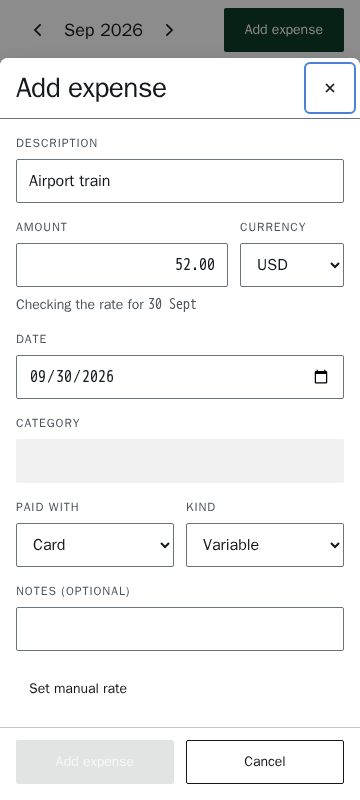 Sep 2026
Add expense
Add expense
×
DESCRIPTION
Airport train
AMOUNT
CURRENCY
52.00
USD
Checking the rate for 30 Sept
DATE
09/30/2026
CATEGORY
PAID WITH
KIND
Card
Variable
NOTES (OPTIONAL)
Set manual rate
Add expense
Cancel